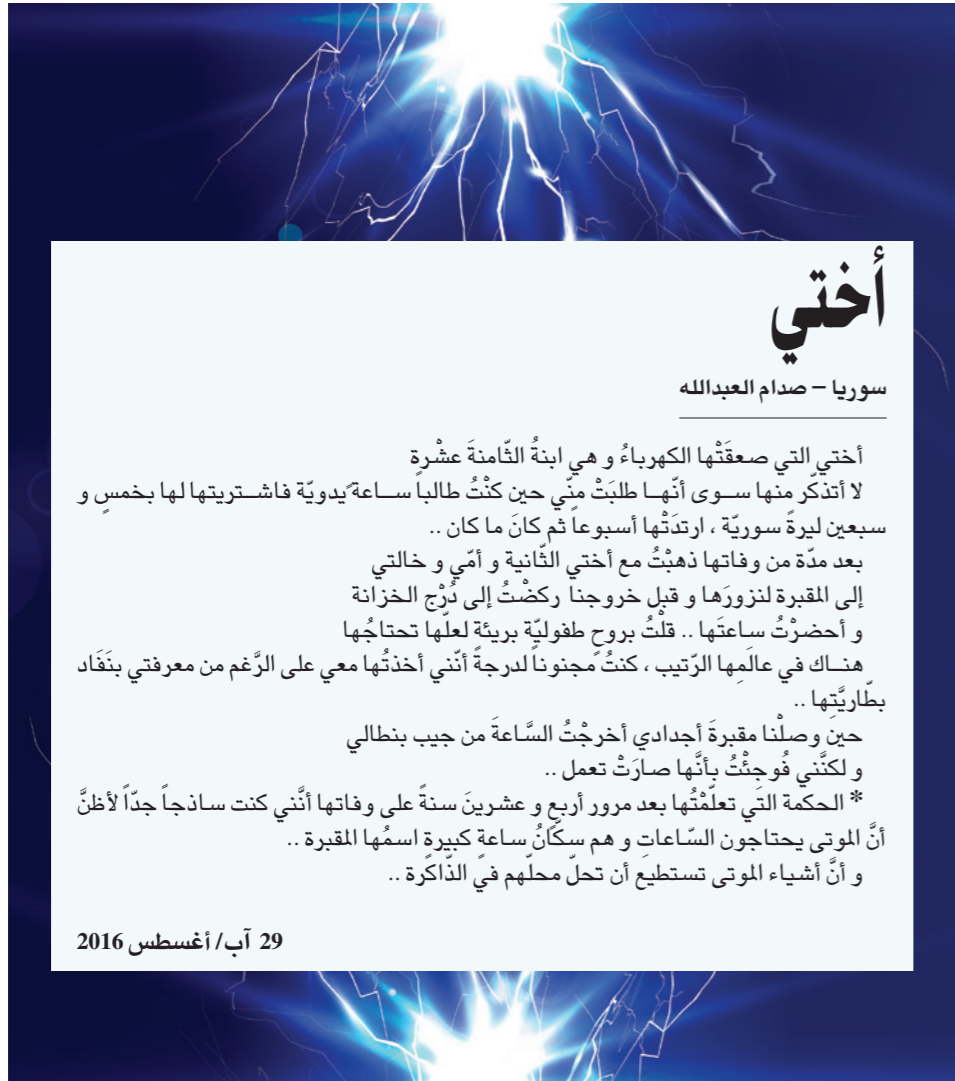 أختي
سوريا – صدام العبدالله
أختي التي صعقَتْها الكهرباءُ و هي ابنةُ الثّامنةَ عشْرة
لا أتذكّر منها سوى أنّها طلبَتْ منّي حين كنْتُ طالباً ساعةً يدويّة فاشتريتها لها بخمسٍ و
سبعين ليرةً سوريّة ، ارتدَتْها أسبوعاً ثم كانَ ما كان ..
بعد مدّة من وفاتها ذهبْتُ مع أختي الثّانية و أمّي و خالتي
إلى المقبرة لنزورَها و قبل خروجنا ركضْتُ إلى دُرْج الخزانة
و أحضرْتُ ساعتَها .. قلْتُ بروحٍ طفوليّة بريئةٍ لعلّها تحتاجُها
هناك في عالَمِها الرّتيب ، كنتُ مجنوناً لدرجةِ أنّني أخذتُها معي على الرَّغم من معرفتي بنَفَاد
بطّاريَّتِها ..
حينَ وصلْنا مقبرةَ أجدادي أخرجْتُ السَّاعةَ من جيب بنطالي
و لكنَّني فُوجِئْتُ بأنَّها صارَتْ تعمل ..
* الحكمة التي تعلّمْتُها بعد مرور أربعٍ و عشرينَ سنةً على وفاتها أنَّني كنت ساذجاً جدّاً لأظنَّ
أنَّ الموتى يحتاجون السّاعاتِ و هم سكّانُ ساعةٍ كبيرةٍ اسمُها المقبرة ..
و أنَّ أشياء الموتى تستطيع أن تحلّ محلّهم في الذّاكرة ..
29 آب/ أغسطس 2016